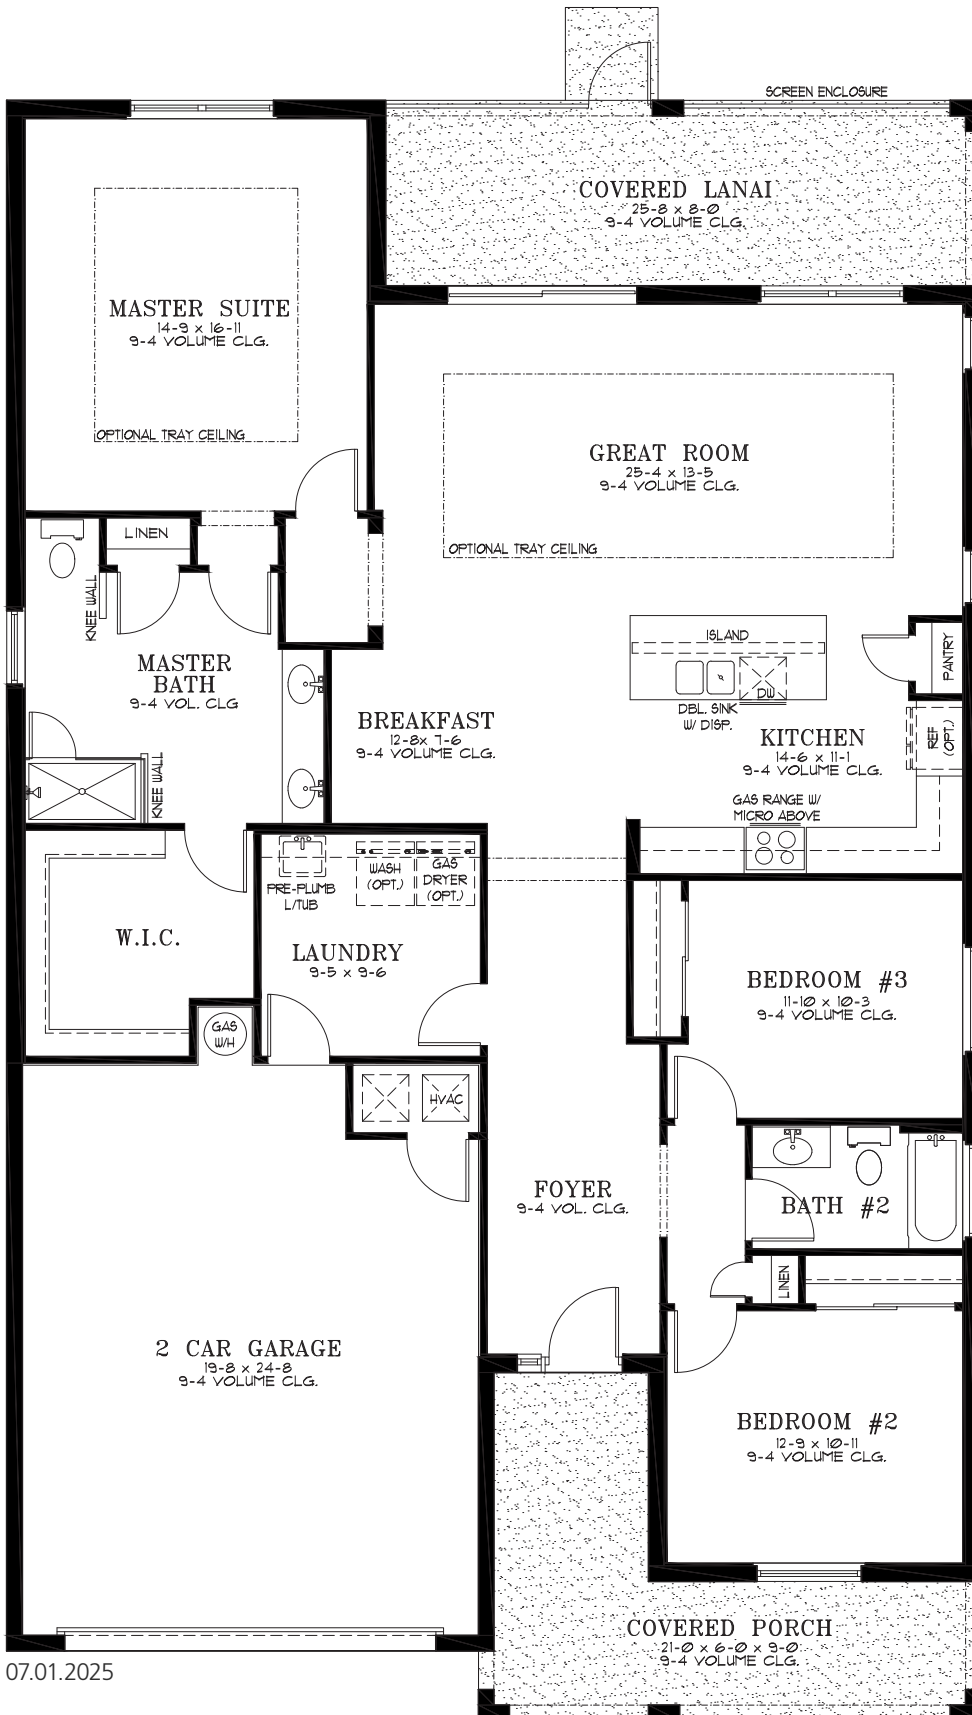 SCREEN ENCLOSURE
COVERED LANAI
25-8 x 8-0
9-4 VOLUME CLG.
MASTER SUITE
14-9 x 16-11
9-4 VOLUME CLG.
OPTIONAL TRAY CEILING
GREAT ROOM
25-4 x 13-5
9-4 VOLUME CLG.
OPTIONAL TRAY CEILING
LINEN
KNEE WALL
MASTER
BATH
9-4 VOL. CLG
KNEE WALL
ISLAND
DW
DBL. SINK
W/ DISP.
PANTRY
BREAKFAST
12-8x 7-6
9-4 VOLUME CLG.
KITCHEN
14-6 x 11-1
9-4 VOLUME CLG.
REF
(OPT.)
GAS RANGE W/
MICRO ABOVE
W.I.C.
PRE-PLUMB
L/TUB
WASH
(OPT.)
GAS
DRYER
(OPT.)
LAUNDRY
9-5 x 9-6
GAS
W/H
HVAC
BEDROOM #3
11-10 x 10-3
9-4 VOLUME CLG.
FOYER
9-4 VOL. CLG.
BATH #2
LINEN
2 CAR GARAGE
19-8 x 24-8
9-4 VOLUME CLG.
BEDROOM #2
12-9 x 10-11
9-4 VOLUME CLG.
COVERED PORCH
21-0 x 6-0 x 9-0
9-4 VOLUME CLG.
07.01.2025